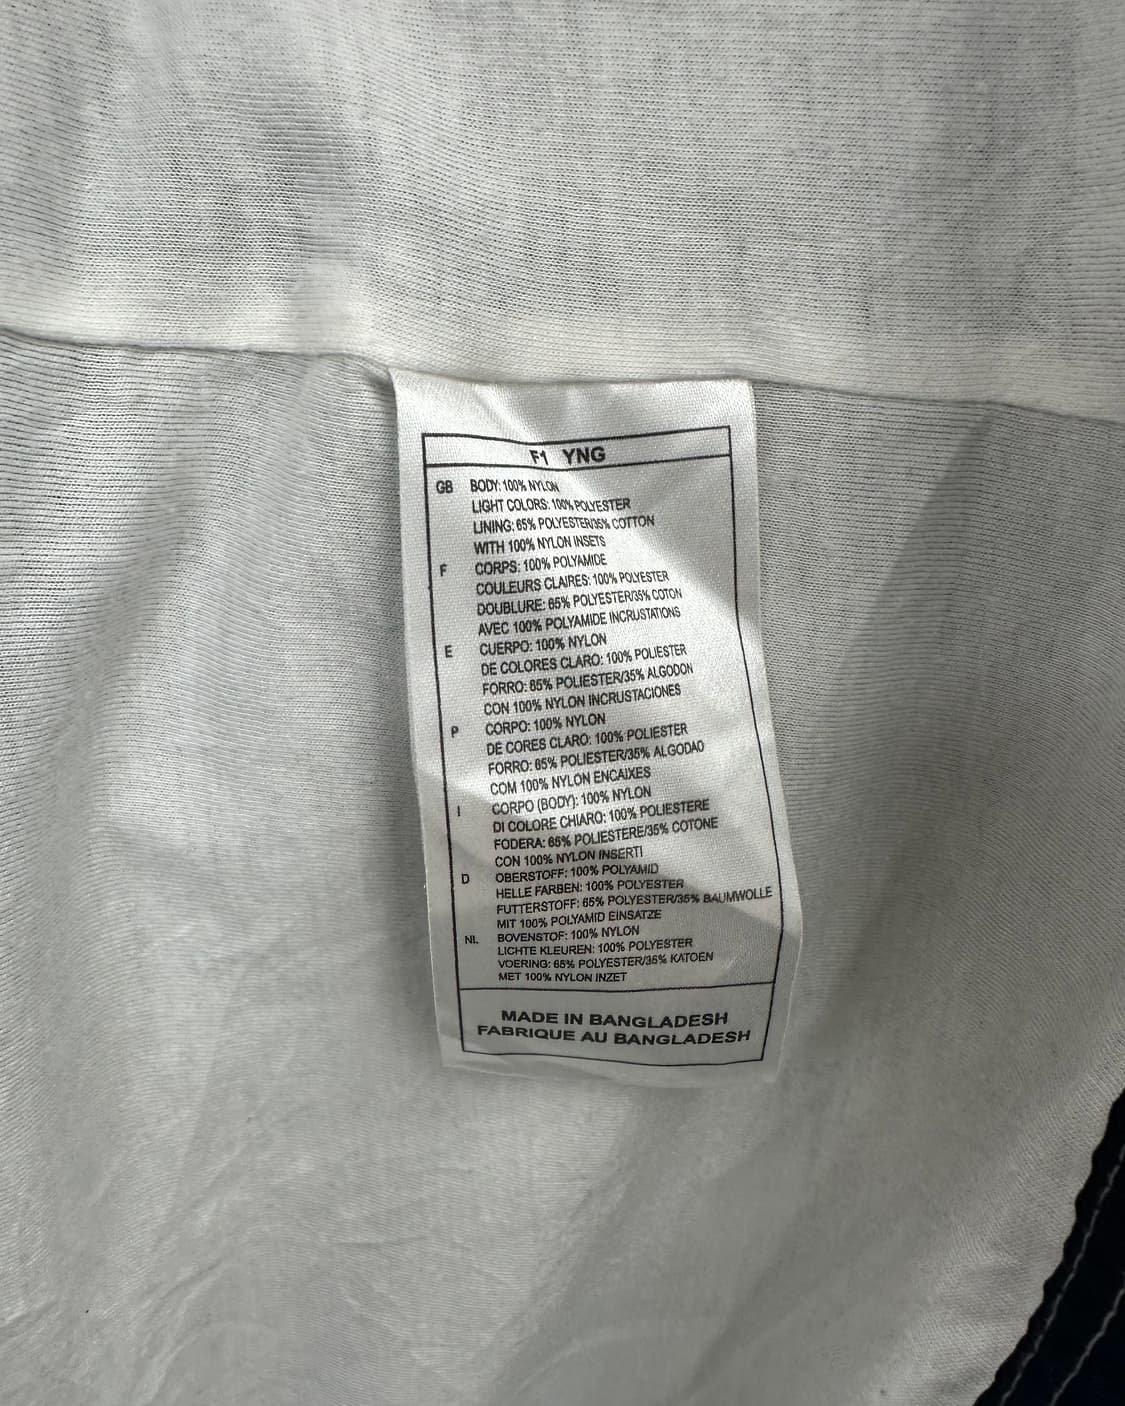 F1 YNG
GB BODY: 100% NYLON
LIGHT COLORS: 100% POLYESTER
LINING: 65% POLYESTER/35% COTTON
WITH 100% NYLON INSETS
F CORPS: 100% POLYAMIDE
COULEURS CLAIRES: 100% POLYESTER
DOUBLURE: 65% POLYESTER/35% COTON
AVEC 100% POLYAMIDE INCRUSTATIONS
E CUERPO: 100% NYLON
DE COLORES CLARO: 100% POLIESTER
FORRO: 65% POLIESTER/35% ALGODON
CON 100% NYLON INCRUSTACIONES
P CORPO: 100% NYLON
DE CORES CLARO: 100% POLIESTER
FORRO: 65% POLIESTER/35% ALGODAO
COM 100% NYLON ENCAIXES
I CORPO (BODY): 100% NYLON
DI COLORE CHIARO: 100% POLIESTERE
FODERA: 65% POLIESTERE/35% COTONE
CON 100% NYLON INSERTI
D OBERSTOFF: 100% POLYAMID
HELLE FARBEN: 100% POLYESTER
FUTTERSTOFF: 65% POLYESTER/35% BAUMWOLLE
MIT 100% POLYAMID EINSATZE
NL BOVENSTOF: 100% NYLON
LICHTE KLEUREN: 100% POLYESTER
VOERING: 65% POLYESTER/35% KATOEN
MET 100% NYLON INZET
MADE IN BANGLADESH
FABRIQUE AU BANGLADESH